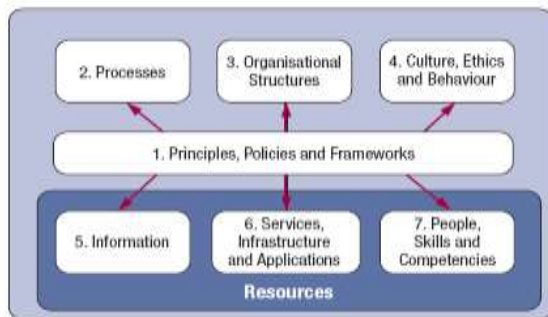 2. Processes
3. Organisational
Structures
4. Culture, Ethics
and Behaviour
1. Principles, Policies and Frameworks
5. Information
6. Services,
Infrastructure
and Applications
7. People,
Skills and
Competencies
Resources